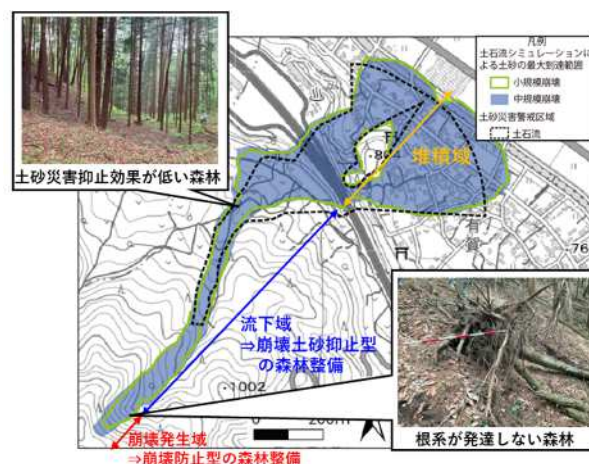 土砂災害抑止効果が低い森林
凡例
土石流シミュレーションに
よる土砂の最大到達範囲
小規模崩壊
中規模崩壊
土砂災害警戒区域
土石流
堆積域
有賀
流下域
⇒崩壊土砂抑止型
の森林整備
・1002
0
200m
崩壊発生域
⇒崩壊防止型の森林整備
根系が発達しない森林